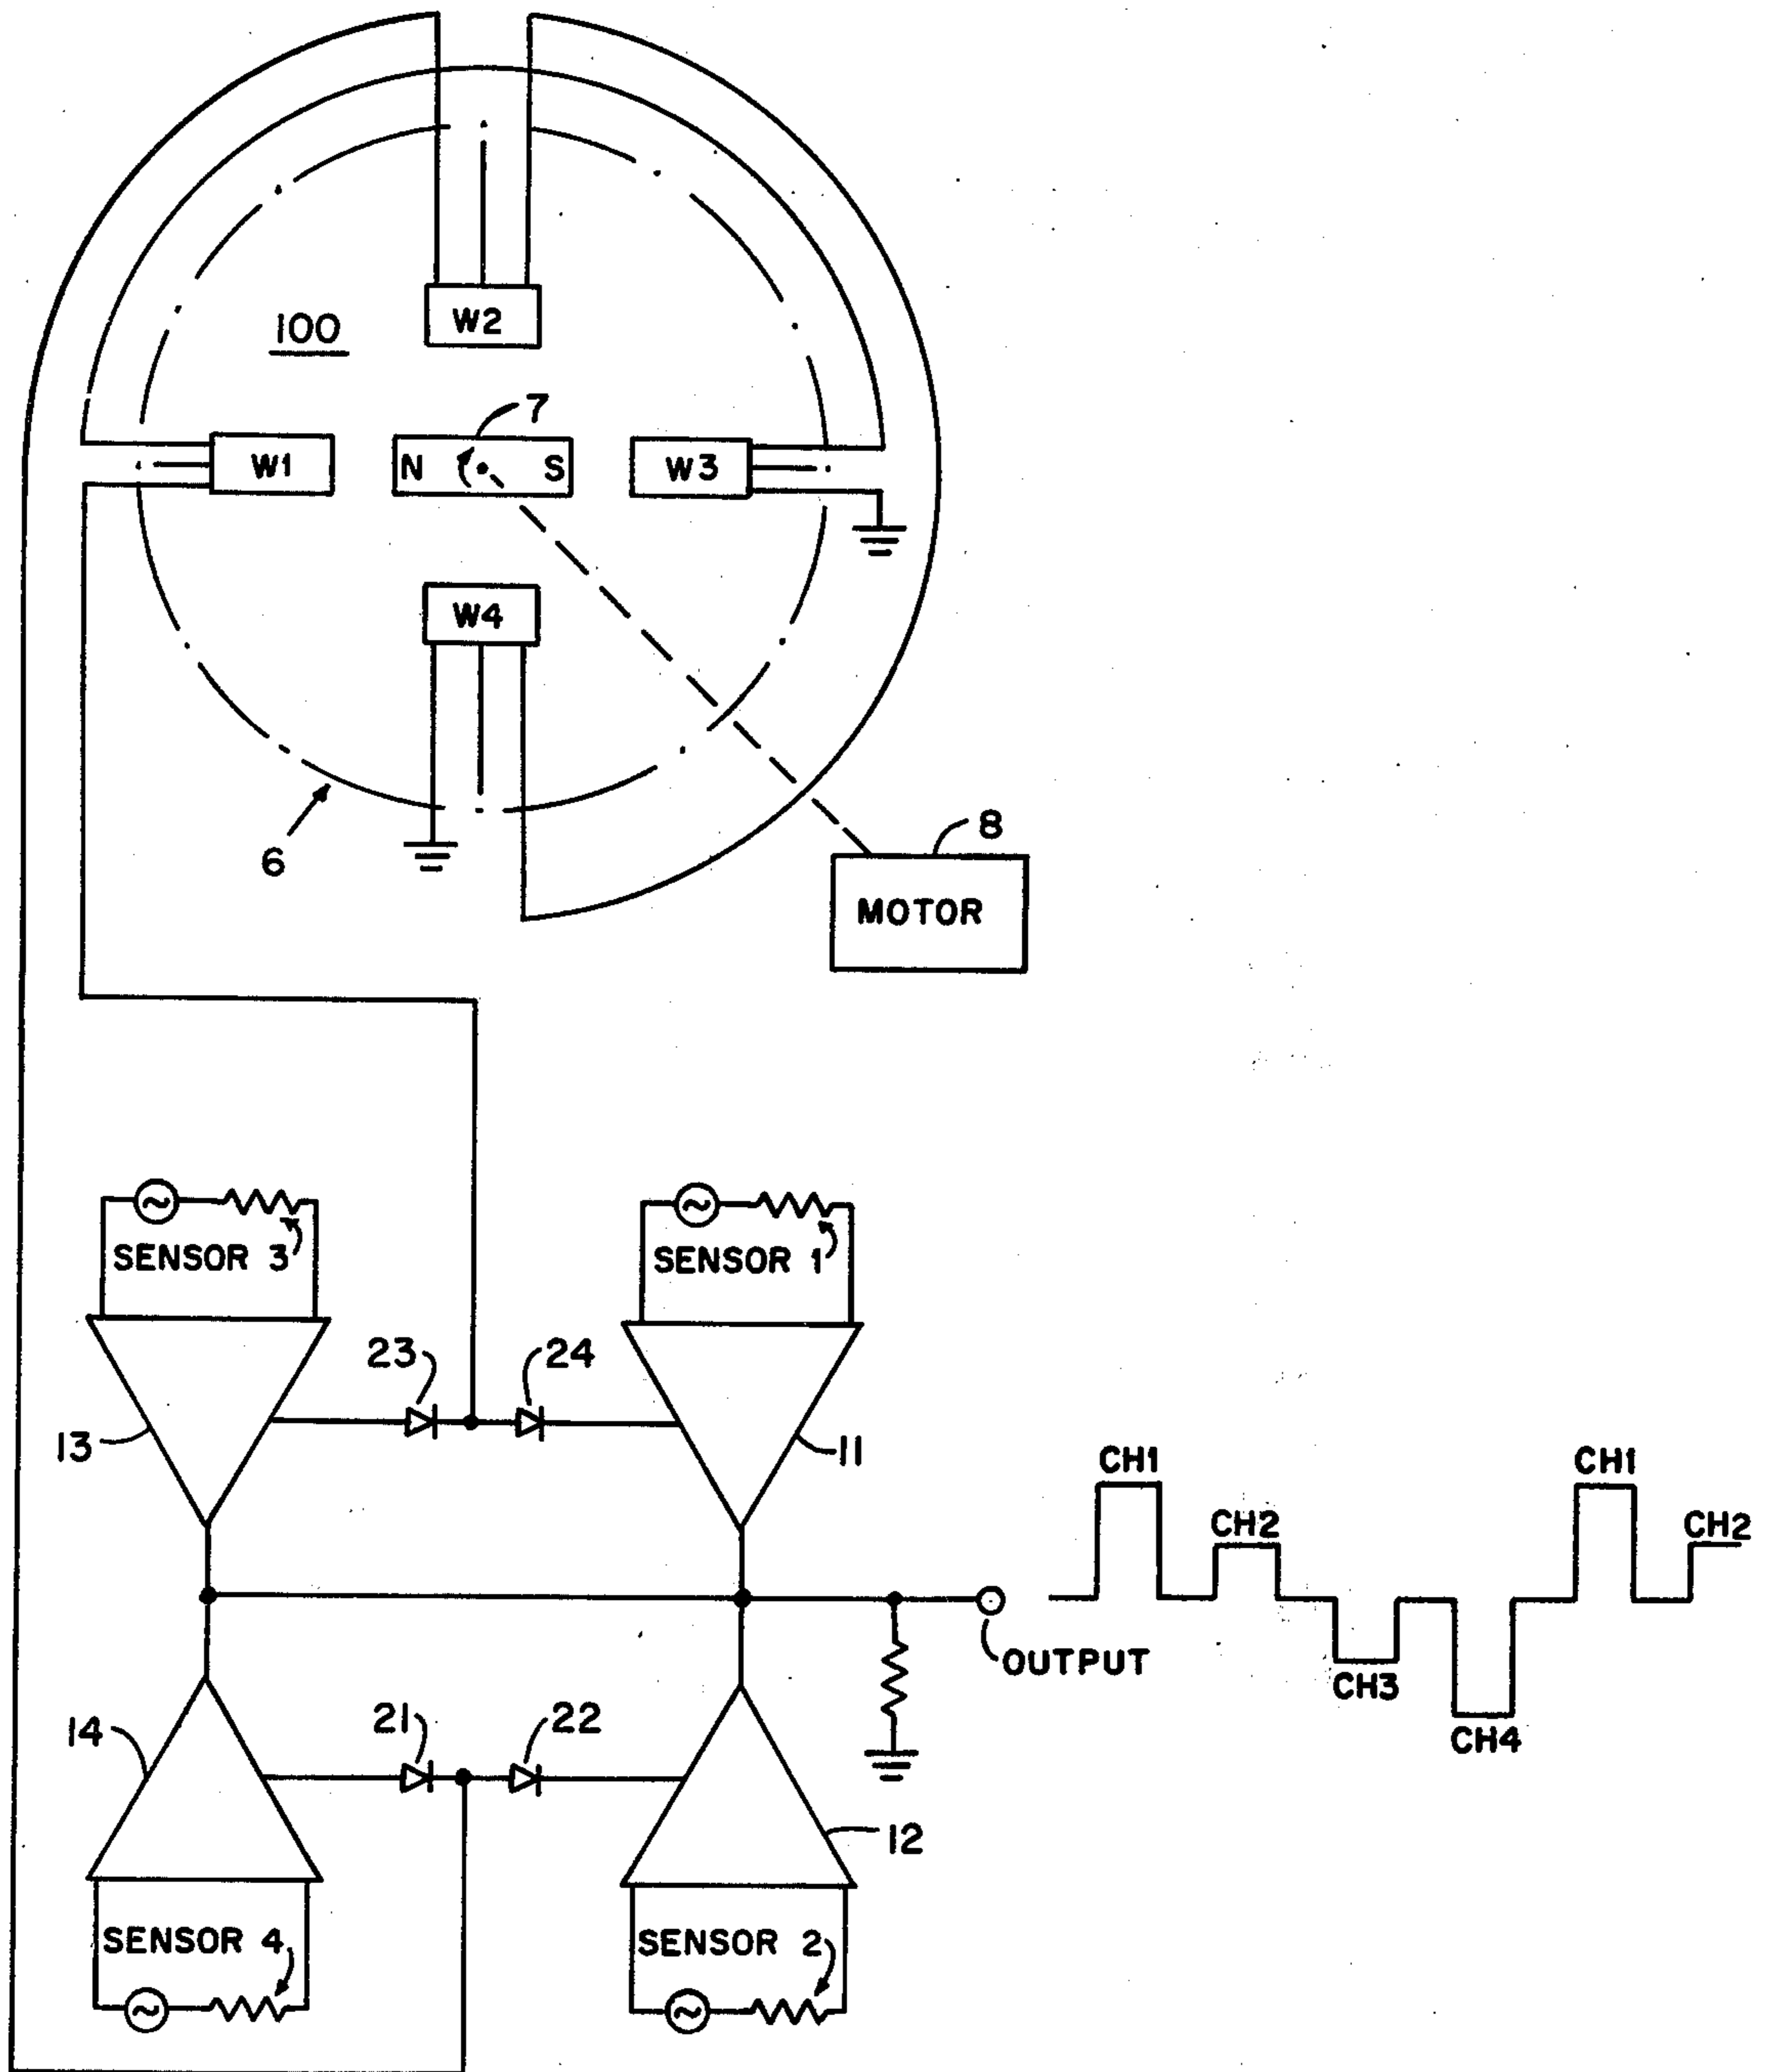 W2
100
7
W1
N
S
W3
W4
6
8
MOTOR
SENSOR 3
SENSOR 1
23
24
13
11
CH1
CH1
CH2
CH2
OUTPUT
CH3
CH4
14
21
22
12
SENSOR 4
SENSOR 2